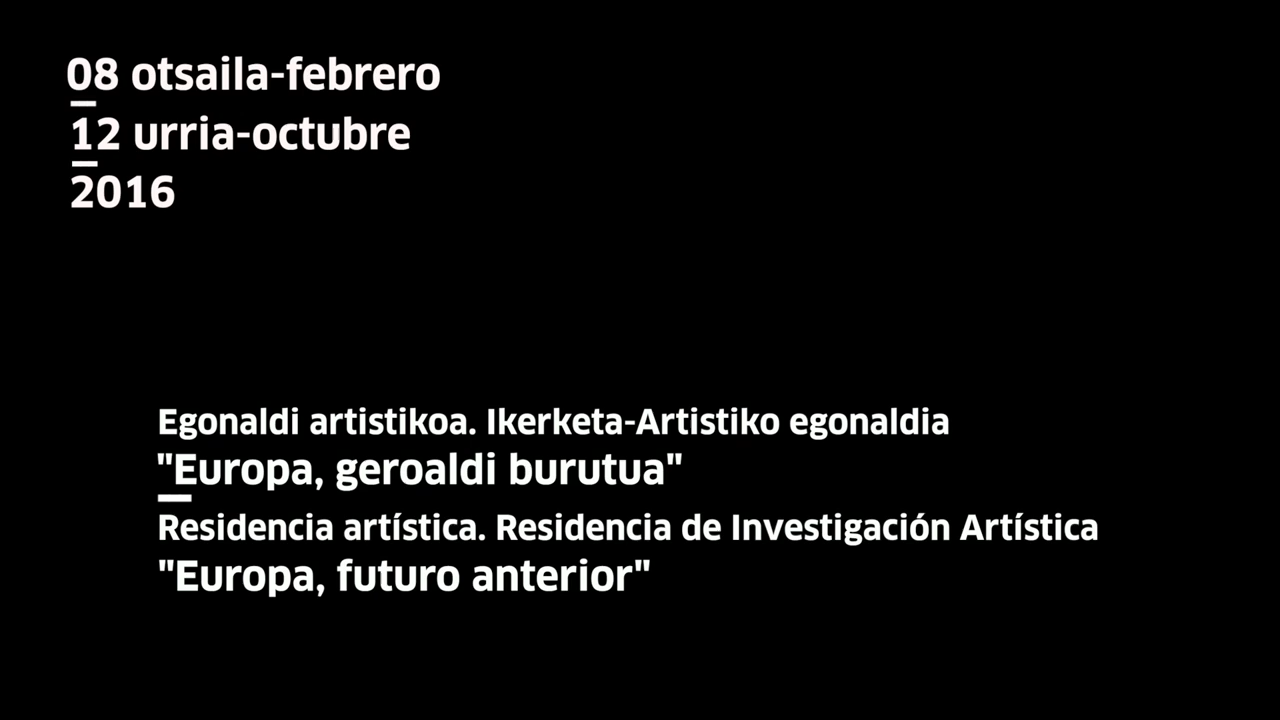 08 otsaila-febrero
12 urria-octubre
2016
Egonaldi artistikoa. Ikerketa-Artistiko egonaldia
"Europa, geroaldi burutua"
Residencia artística. Residencia de Investigación Artística
"Europa, futuro anterior"